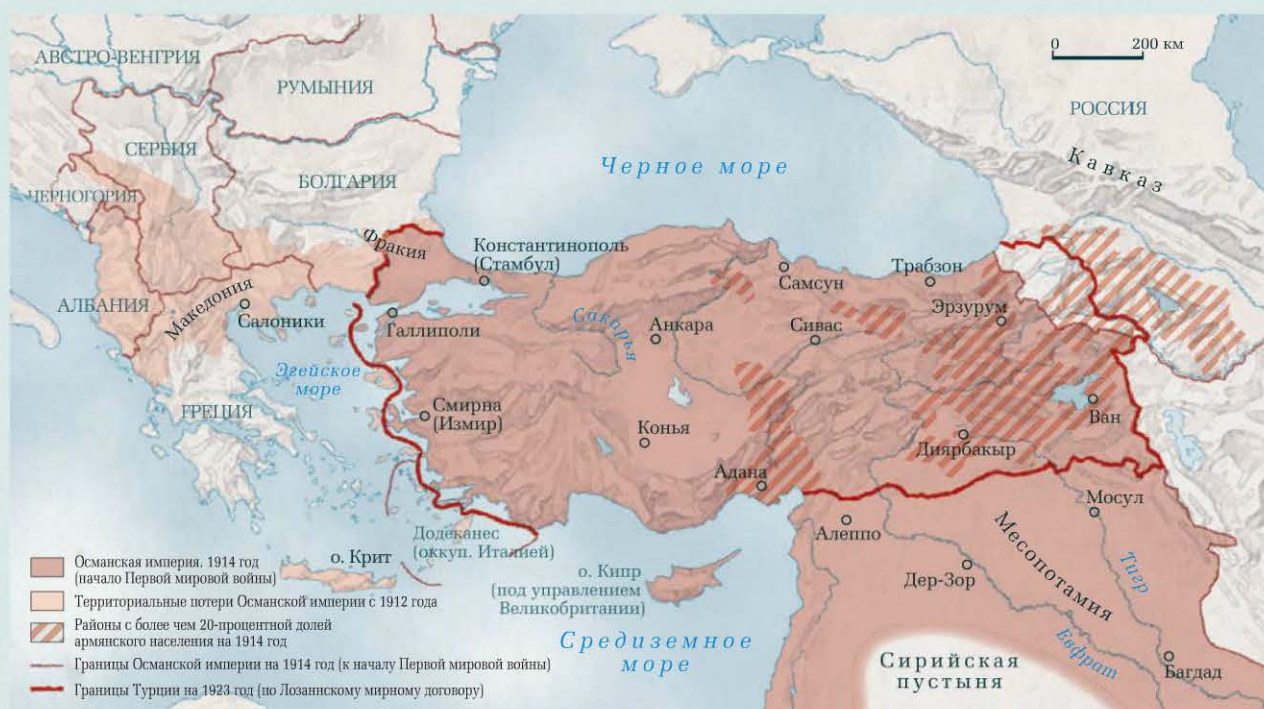 0 200 км
АВСТРО-ВЕНГРИЯ
РУМЫНИЯ
РОССИЯ
СЕРБИЯ
Кавказ
Черное море
БОЛГАРИЯ
ЧЕРНОГОРИЯ
Фракия
Константинополь
(Стамбул)
Самсун
Трабзон
АЛБАНИЯ
Македония
Салоники
Галлиполи
Сакарья
Анкара
Сивас
Эрзурум
Эгейское
море
ГРЕЦИЯ
Смирна
(Измир)
Конья
Ван
Диярбакыр
Адана
Мосул
Додеканес
(оккуп. Италией)
Алеппо
Месопотамия
о. Крит
о. Кипр
(под управлением
Великобритании)
Дер-Зор
Тигр
Евфрат
Средиземное
море
Сирийская
пустыня
Багдад
Османская империя. 1914 год
(начало Первой мировой войны)
Территориальные потери Османской империи с 1912 года
Районы с более чем 20-процентной долей
армянского населения на 1914 год
Границы Османской империи на 1914 год (к началу Первой мировой войны)
Границы Турции на 1923 год (по Лозаннскому мирному договору)